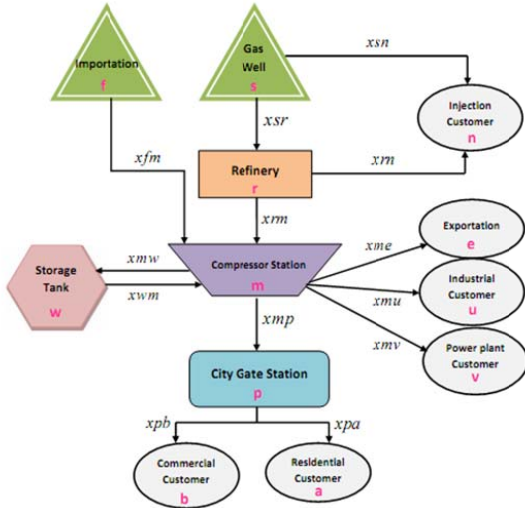 Importation
f
Gas
Well
s
xsn
Injection
Customer
n
xsr
xfm
Refinery
r
xrn
xrm
Storage
Tank
w
xmw
xwm
Compressor Station
m
xme
Exportation
e
xmu
Industrial
Customer
u
xmv
Power plant
Customer
v
xmp
City Gate Station
p
xpb
xpa
Commercial
Customer
b
Residential
Customer
a